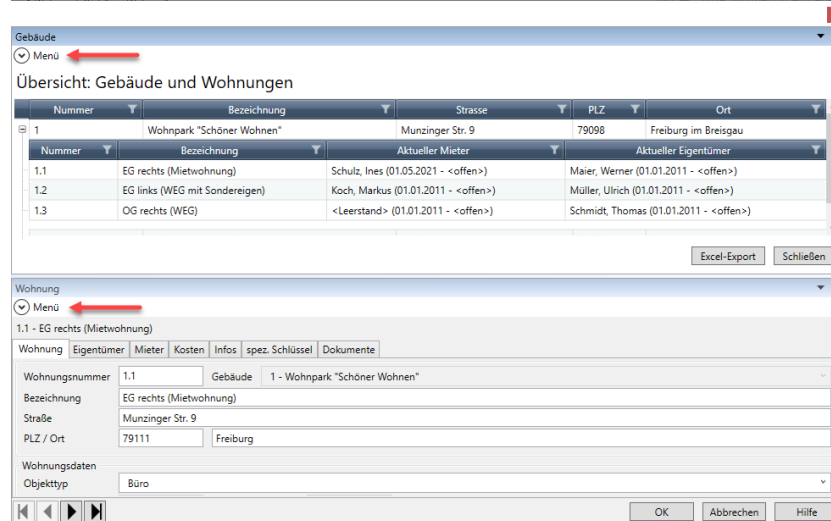 Gebäude
Menü
Übersicht: Gebäude und Wohnungen
Nummer Bezeichnung Strasse PLZ Ort
1 Wohnpark "Schöner Wohnen" Munzinger Str. 9 79098 Freiburg im Breisgau
Nummer Bezeichnung Aktueller Mieter Aktueller Eigentümer
1.1 EG rechts (Mietwohnung) Schulz, Ines (01.05.2021 - <offen>) Maier, Werner (01.01.2011 - <offen>)
1.2 EG links (WEG mit Sondereigen) Koch, Markus (01.01.2011 - <offen>) Müller, Ulrich (01.01.2011 - <offen>)
1.3 OG rechts (WEG) <Leerstand> (01.01.2011 - <offen>) Schmidt, Thomas (01.01.2011 - <offen>)
Excel-Export Schließen
Wohnung
Menü
1.1 - EG rechts (Mietwohnung)
Wohnung Eigentümer Mieter Kosten Infos spez. Schlüssel Dokumente
Wohnungsnummer 1.1 Gebäude 1 - Wohnpark "Schöner Wohnen"
Bezeichnung EG rechts (Mietwohnung)
Straße Munzinger Str. 9
PLZ / Ort 79111 Freiburg
Wohnungsdaten
Objekttyp Büro
OK Abbrechen Hilfe